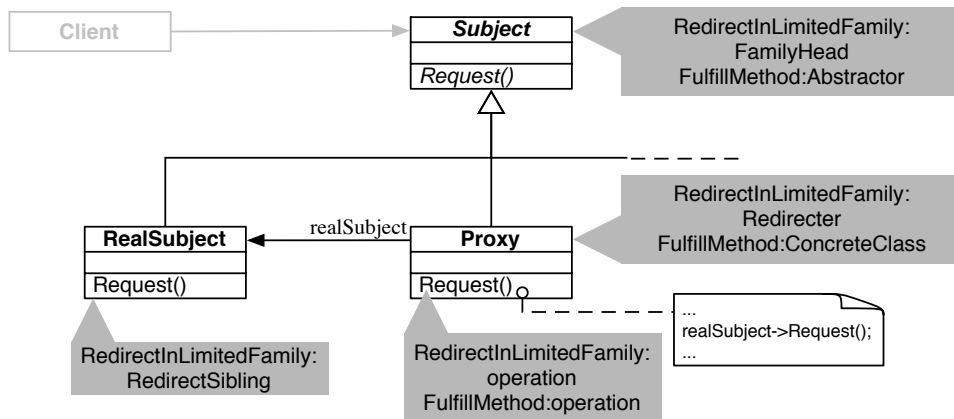 Client
Subject
Request()
RedirectInLimitedFamily:
FamilyHead
FulfillMethod:Abstractor
RealSubject
Request()
realSubject
Proxy
Request()
RedirectInLimitedFamily:
Redirecter
FulfillMethod:ConcreteClass
...
realSubject->Request();
...
RedirectInLimitedFamily:
RedirectSibling
RedirectInLimitedFamily:
operation
FulfillMethod:operation